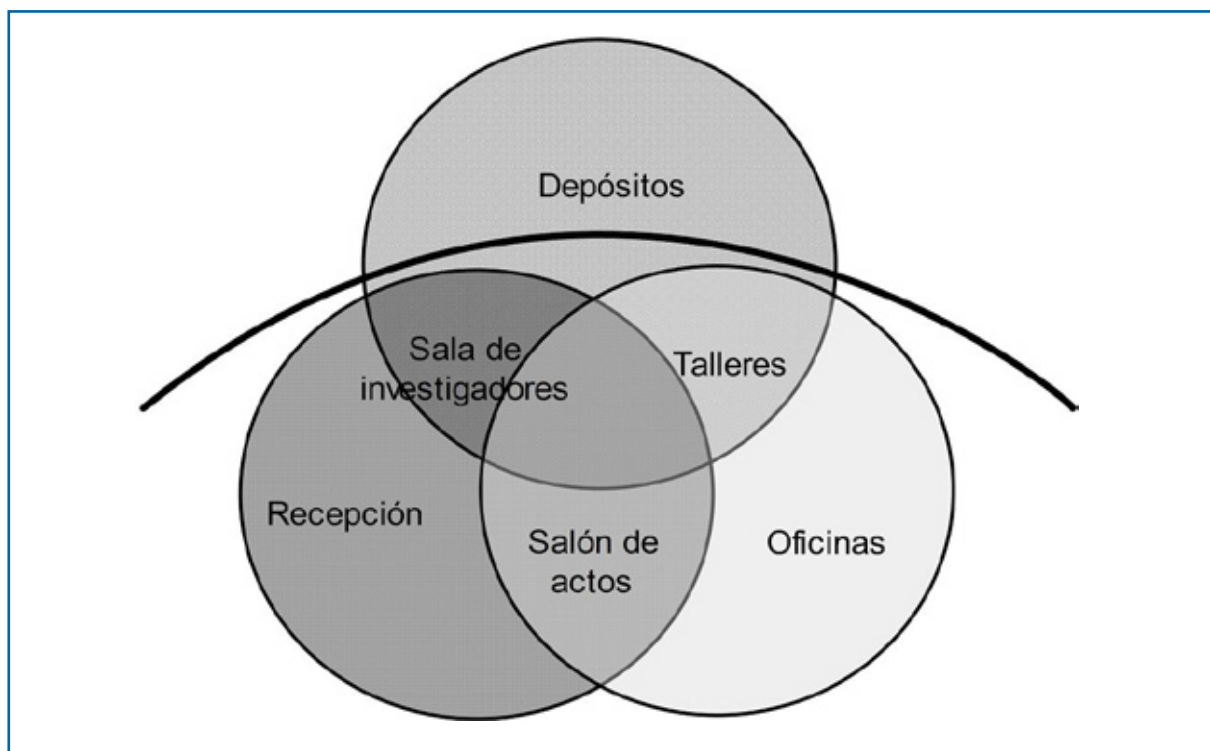 Depósitos
Sala de
investigadores
Talleres
Recepción
Salón de
actos
Oficinas